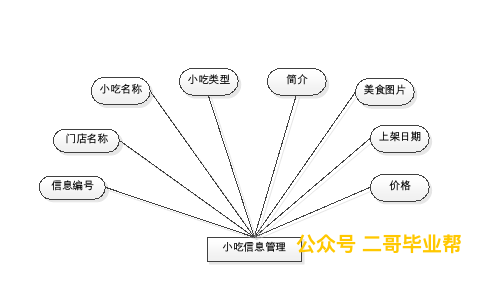 小吃类型
简介
小吃名称
美食图片
门店名称
上架日期
信息编号
价格
小吃信息管理
公众号 二哥毕业帮